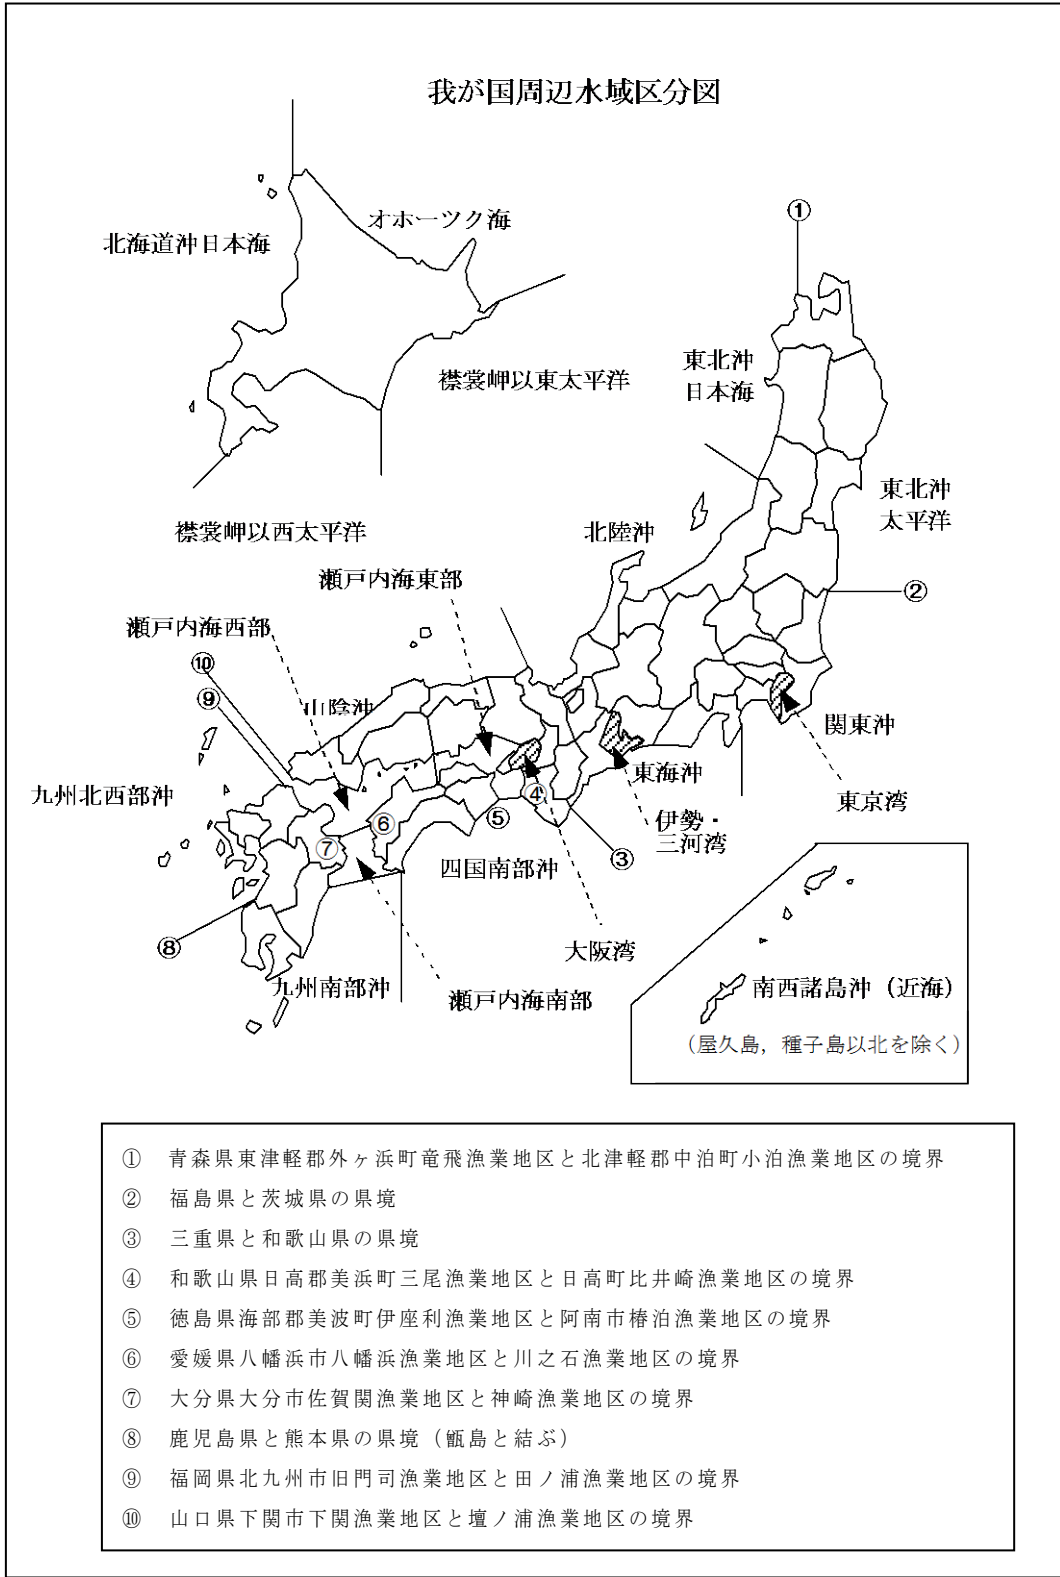 我が国周辺水域区分図
①
オホーツク海
北海道沖日本海
東北沖
日本海
襟裳岬以東太平洋
東北沖
太平洋
襟裳岬以西太平洋
北陸沖
瀬戸内海東部
②
瀬戸内海西部
⑩
⑨
山陰沖
関東沖
東海沖
九州北西部沖
東京湾
④
⑤
⑥
伊勢・
三河湾
⑦
③
四国南部沖
⑧
大阪湾
九州南部沖
瀬戸内海南部
南西諸島沖（近海）
（屋久島，種子島以北を除く）
① 青森県東津軽郡外ヶ浜町竜飛漁業地区と北津軽郡中泊町小泊漁業地区の境界
② 福島県と茨城県の県境
③ 三重県と和歌山県の県境
④ 和歌山県日高郡美浜町三尾漁業地区と日高町比井崎漁業地区の境界
⑤ 徳島県海部郡美波町伊座利漁業地区と阿南市椿泊漁業地区の境界
⑥ 愛媛県八幡浜市八幡浜漁業地区と川之石漁業地区の境界
⑦ 大分県大分市佐賀関漁業地区と神崎漁業地区の境界
⑧ 鹿児島県と熊本県の県境（甑島と結ぶ）
⑨ 福岡県北九州市旧門司漁業地区と田ノ浦漁業地区の境界
⑩ 山口県下関市下関漁業地区と壇ノ浦漁業地区の境界